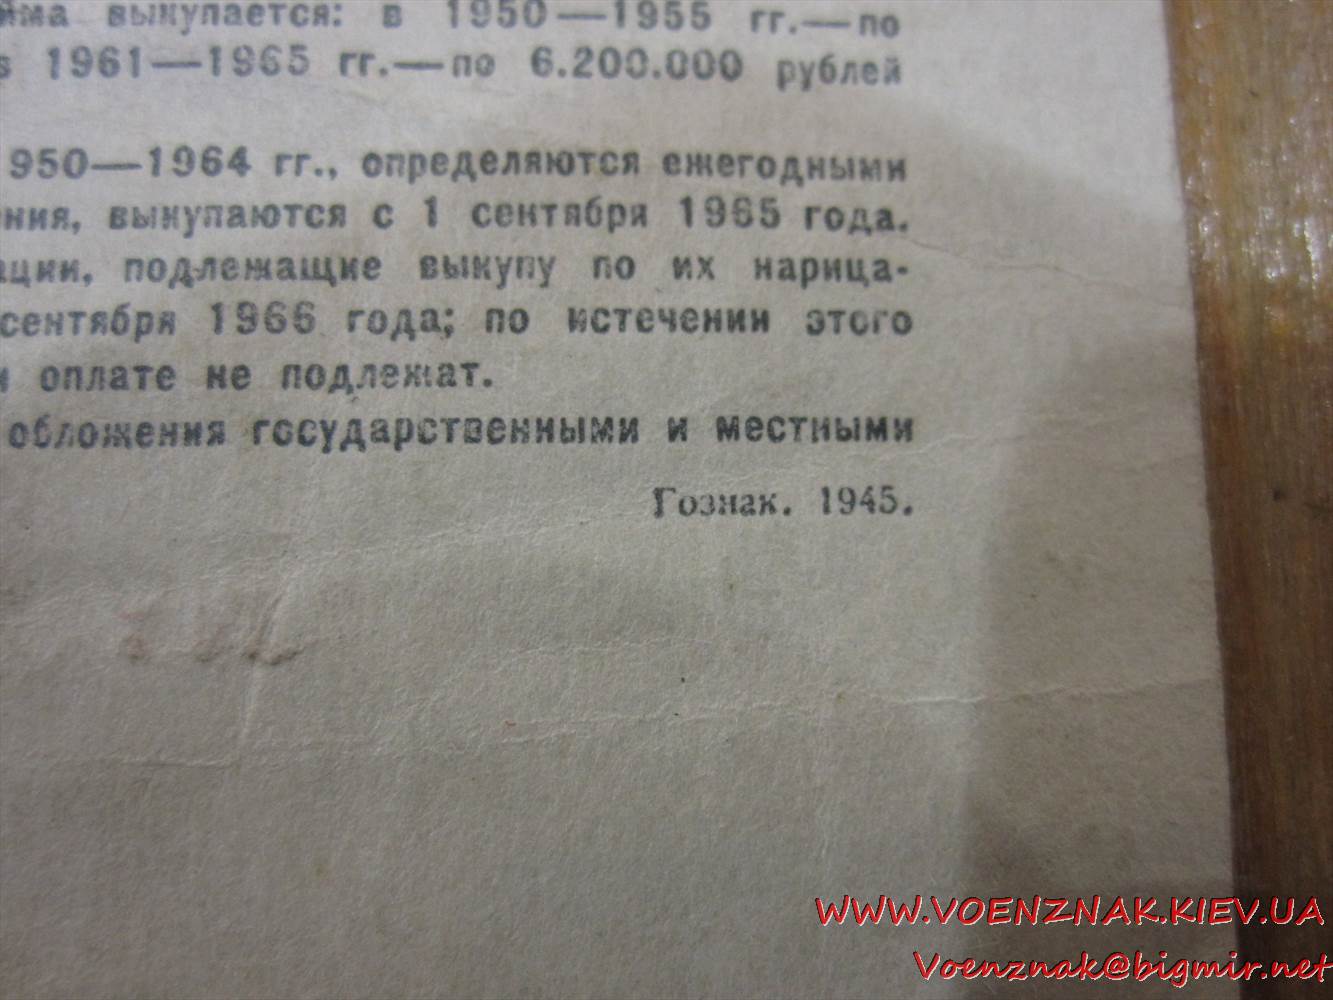 йма выкупается: в 1950—1955 гг.—по
в 1961—1965 гг.—по 6.200.000 рублей
950—1964 гг., определяются ежегодными
ния, выкупаются с 1 сентября 1965 года.
ации, подлежащие выкупу по их нарица-
сентября 1966 года; по истечении этого
и оплате не подлежат.
обложения государственными и местными
Гознак. 1945.
WWW.VOENZNAK.KIEV.UA
Voenznak@bigmir.net